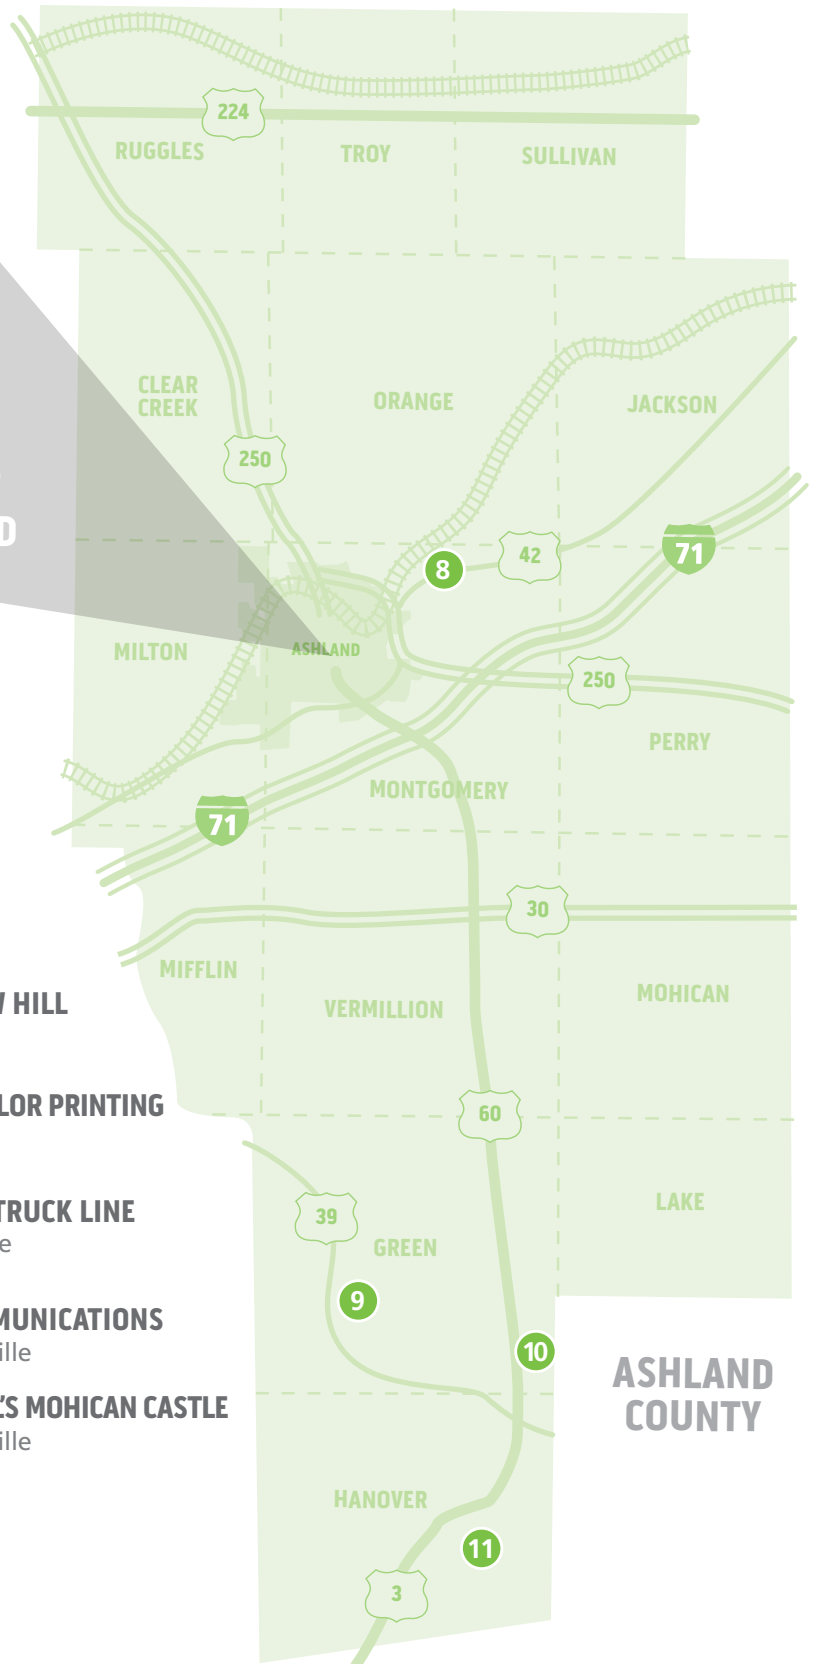 224
RUGGLES
TROY
SULLIVAN
CLEAR
CREEK
ORANGE
JACKSON
250
D
71
42
8
MILTON
ASHLAND
250
PERRY
MONTGOMERY
71
30
MIFFLIN
MOHICAN
HILL
VERMILLION
LOR PRINTING
60
TRUCK LINE
e
39
LAKE
GREEN
9
MUNICATIONS
ille
10
ASHLAND
COUNTY
'S MOHICAN CASTLE
ille
HANOVER
11
3